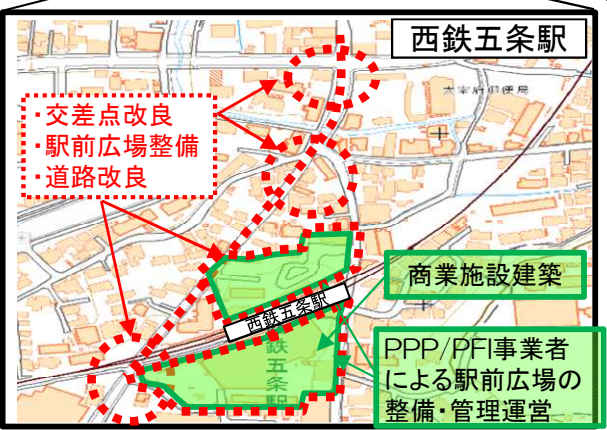 西鉄五条駅
・交差点改良
・駅前広場整備
・道路改良
太宰府郵便局
商業施設建築
西鉄五条駅
鉄五条駅
PPP/PFI事業者
による駅前広場の
整備・管理運営